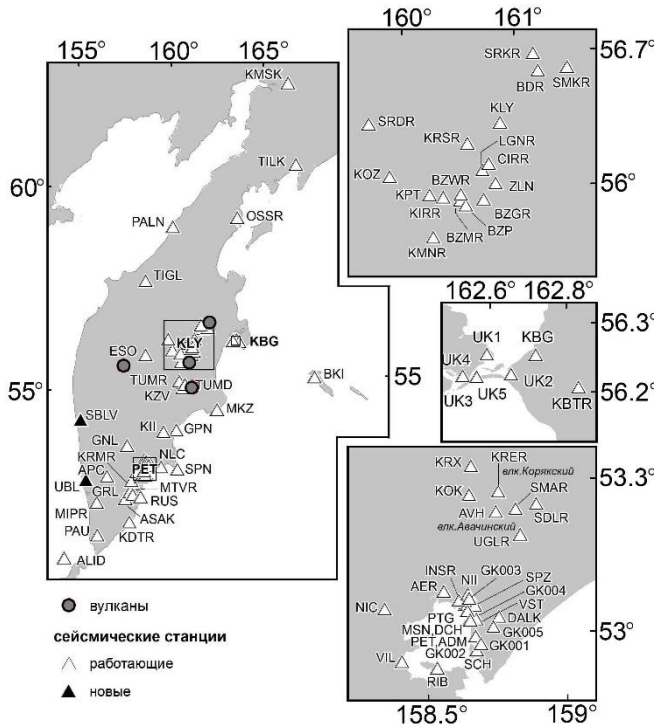 155° 160° 165°
KMSK
TILK
60°
OSSR
PALN
TIGL
KLY
KBG
ESO
55°
55
BKI
TUMR
TUMD
KZV
MKZ
SBLV
KII
GPN
GNL
NLC
KRMR
PET
APC
SPN
UBL
GRL
MTVR
MIPR
RUS
ASAK
PAU
KDTR
ALID
вулканы
сейсмические станции
работающие
новые
160° 161°
56.7°
SRKR
BDR
SMKR
KLY
SRDR
LGNR
KRSR
CIRR
KOZ
BZWR
ZLN
56°
KPT
KIRR
BZGR
BZMR
BZP
KMNR
162.6° 162.8°
56.3°
UK1
KBG
UK4
UK2
56.2°
UK3
UK5
KBTR
KRX
KRER
53.3°
влк.Корякский
KOK
SMAR
AVH
SDLR
влк.Авачинский
UGLR
INSR
NII
GK003
AER
SPZ
GK004
NIC
VST
PTG
DALK
MSN,DCH
GK005
53°
PET,ADM
GK001
GK002
VIL
SCH
RIB
158.5° 159°